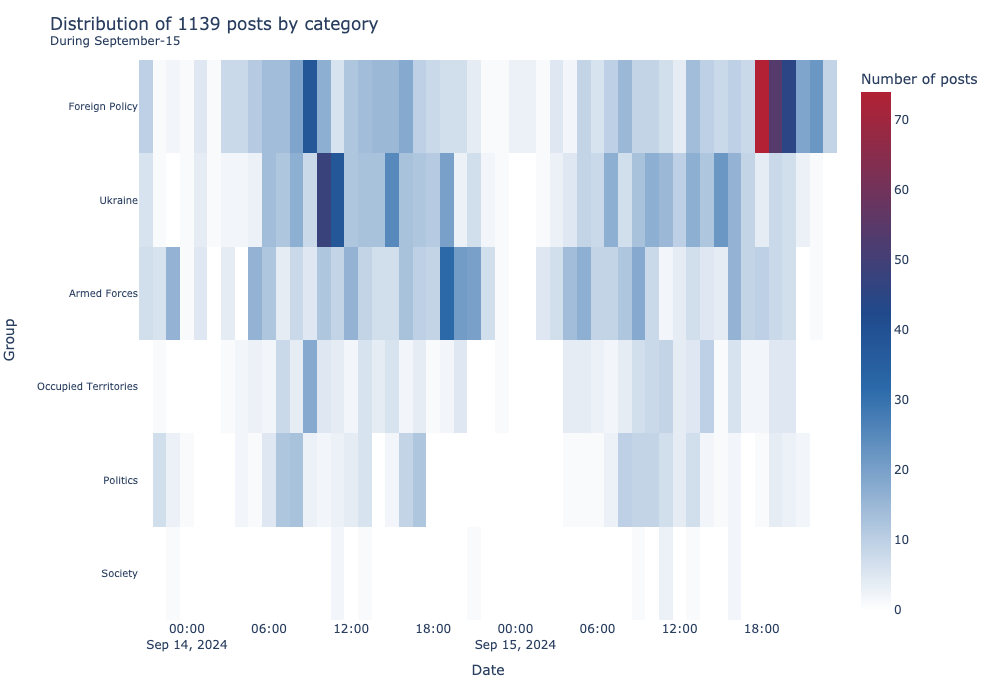 Distribution of 1139 posts by category
During September-15
Number of posts
Foreign Policy
Ukraine
Armed Forces
Occupied Territories
Politics
Society
Group
70
60
50
40
30
20
10
0
00:00 06:00 12:00 18:00 00:00 06:00 12:00 18:00
Sep 14, 2024 Sep 15, 2024
Date